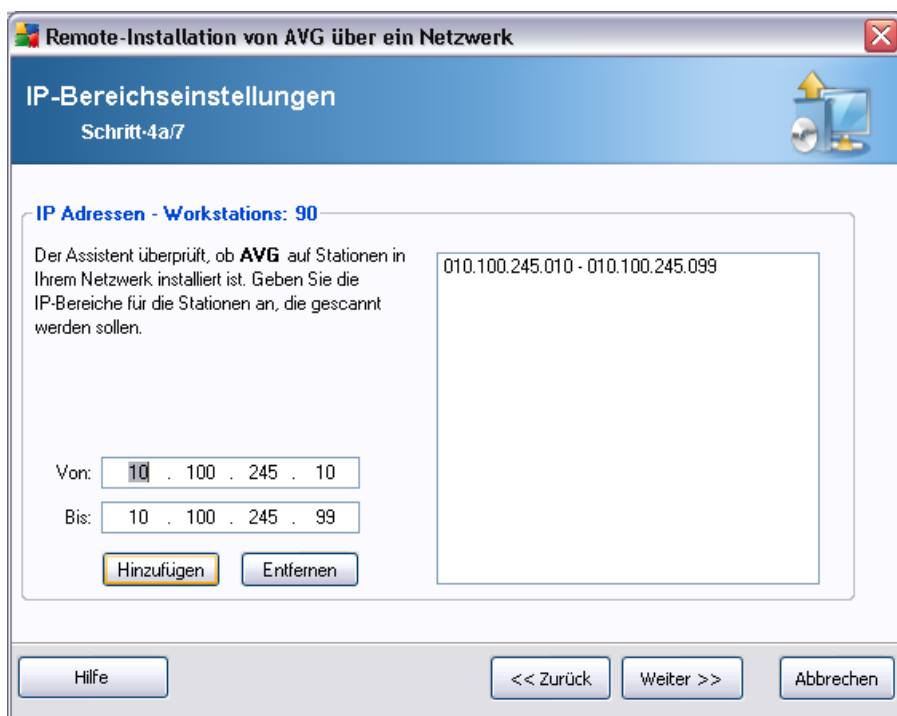 Remote-Installation von AVG über ein Netzwerk
IP-Bereichseinstellungen
Schritt-4a/7
IP Adressen - Workstations: 90
Der Assistent überprüft, ob AVG auf Stationen in
Ihrem Netzwerk installiert ist. Geben Sie die
IP-Bereiche für die Stationen an, die gescannt
werden sollen.
010.100.245.010 - 010.100.245.099
Von: 10 . 100 . 245 . 10
Bis: 10 . 100 . 245 . 99
Hinzufügen Entfernen
Hilfe << Zurück Weiter >> Abbrechen